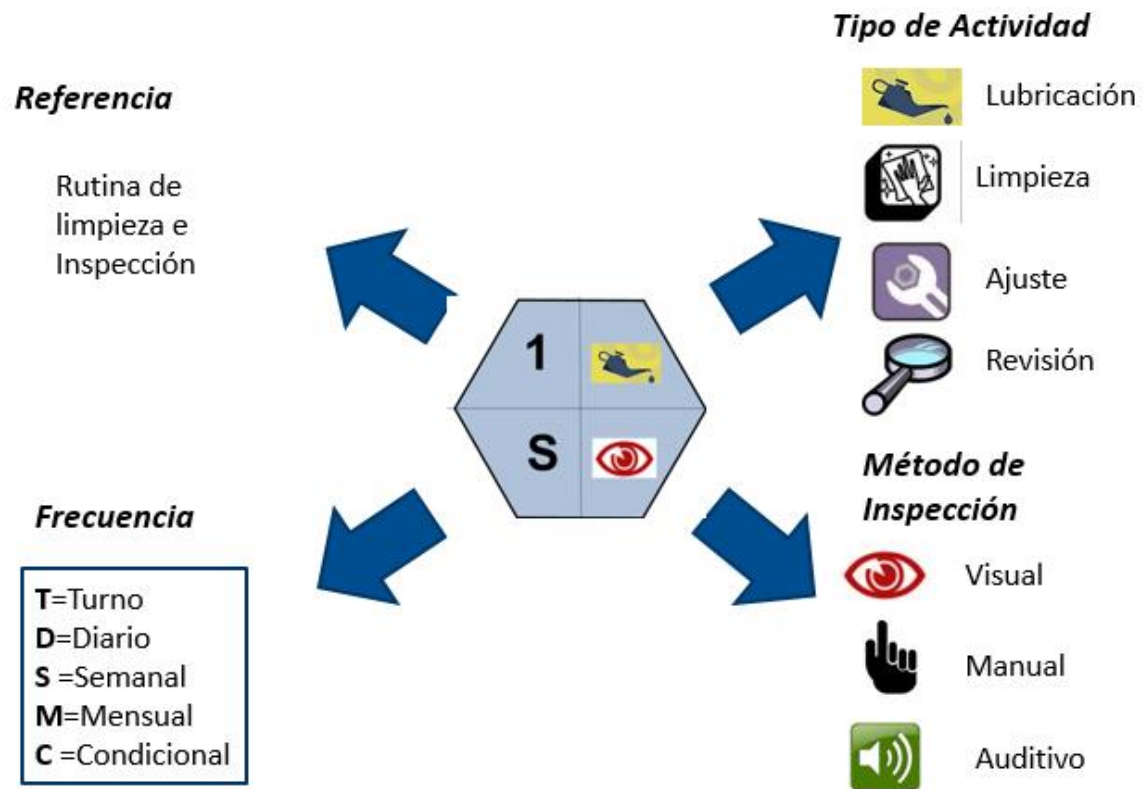 Tipo de Actividad
Lubricación
Limpieza
Ajuste
Revisión
Referencia
Rutina de
limpieza e
Inspección
1
S
Frecuencia
T=Turno
D=Diario
S =Semanal
M=Mensual
C =Condicional
Método de
Inspección
Visual
Manual
Auditivo